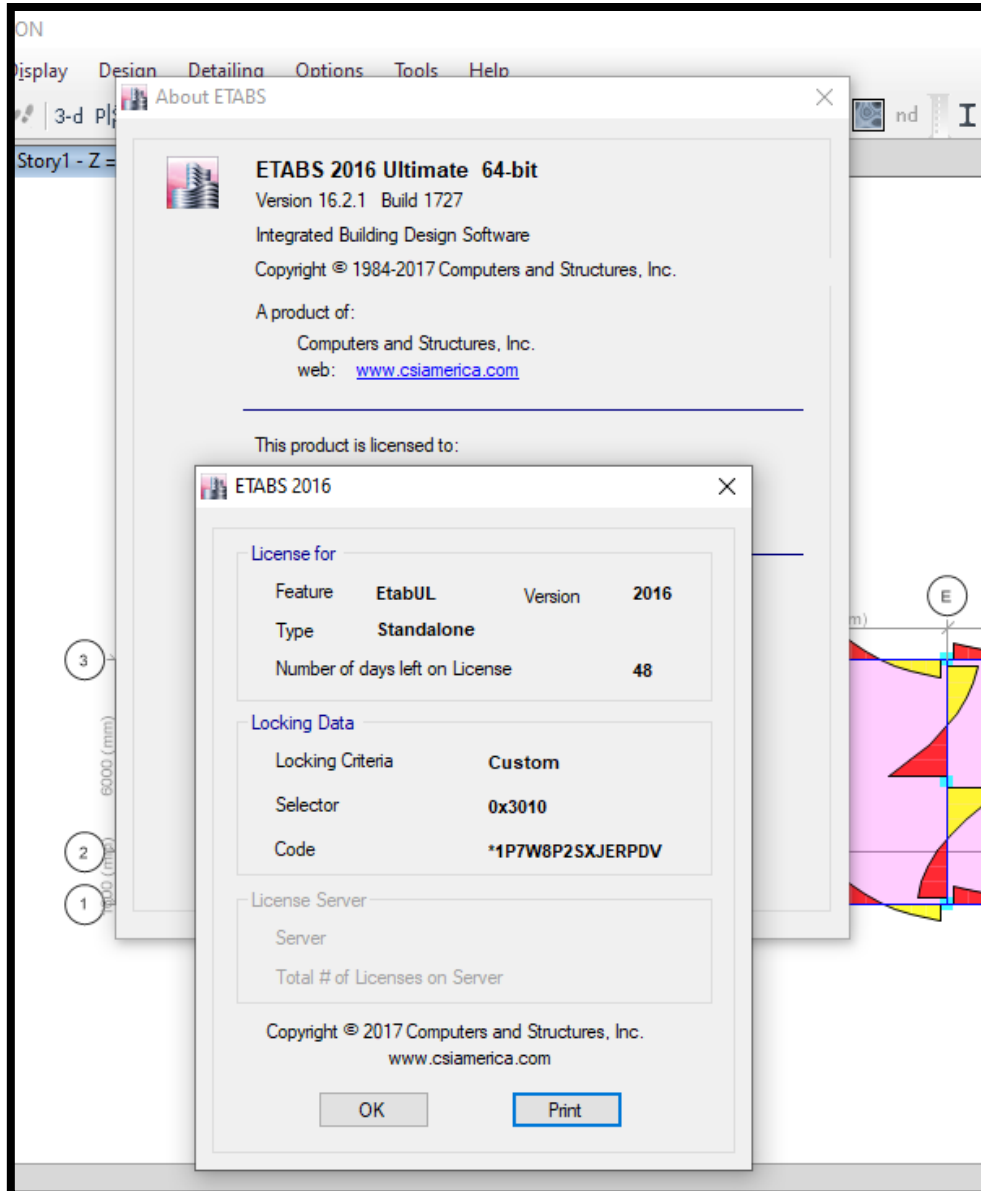 ON
Display Design Detailing Options Tools Help
About ETABS
3-d
nd
Story1 - Z =
ETABS 2016 Ultimate 64-bit
Version 16.2.1 Build 1727
Integrated Building Design Software
Copyright © 1984-2017 Computers and Structures, Inc.
A product of:
Computers and Structures, Inc.
web: www.csiamerica.com
This product is licensed to:
ETABS 2016
License for
Feature EtabUL Version 2016
Type Standalone
Number of days left on License 48
Locking Data
Locking Criteria Custom
Selector 0x3010
Code *1P7W8P2SXJERPDV
License Server
Server
Total # of Licenses on Server
Copyright © 2017 Computers and Structures, Inc.
www.csiamerica.com
OK Print
3
6000 (mm)
2
1
E
m)